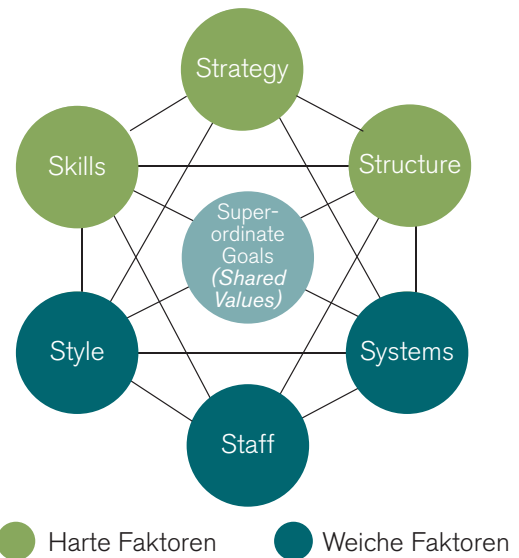 Strategy
Skills
Structure
Super-
ordinate
Goals
(Shared
Values)
Style
Systems
Staff
Harte Faktoren
Weiche Faktoren